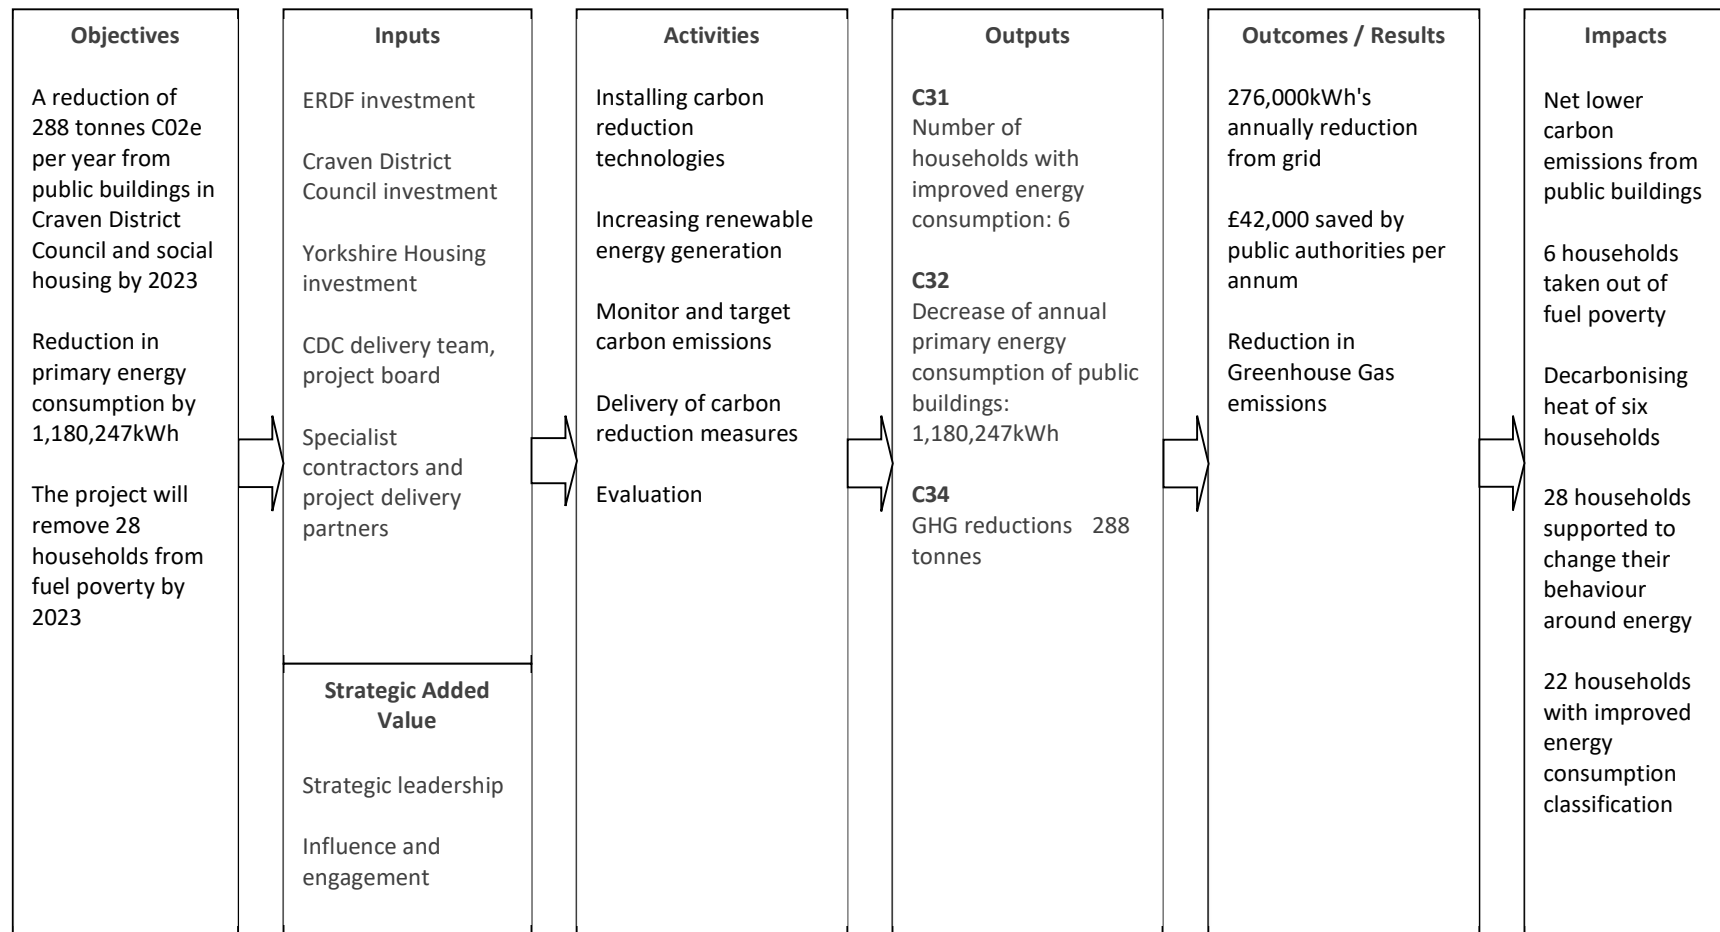 Objectives
A reduction of
288 tonnes C02e
per year from
public buildings in
Craven District
Council and social
housing by 2023
Reduction in
primary energy
consumption by
1,180,247kWh
The project will
remove 28
households from
fuel poverty by
2023
Inputs
ERDF investment
Craven District
Council investment
Yorkshire Housing
investment
CDC delivery team,
project board
Specialist
contractors and
project delivery
partners
Strategic Added
Value
Strategic leadership
Influence and
engagement
Activities
Installing carbon
reduction
technologies
Increasing renewable
energy generation
Monitor and target
carbon emissions
Delivery of carbon
reduction measures
Evaluation
Outputs
C31
Number of
households with
improved energy
consumption: 6
C32
Decrease of annual
primary energy
consumption of public
buildings:
1,180,247kWh
C34
GHG reductions 288
tonnes
Outcomes / Results
276,000kWh's
annually reduction
from grid
£42,000 saved by
public authorities per
annum
Reduction in
Greenhouse Gas
emissions
Impacts
Net lower
carbon
emissions from
public buildings
6 households
taken out of
fuel poverty
Decarbonising
heat of six
households
28 households
supported to
change their
behaviour
around energy
22 households
with improved
energy
consumption
classification